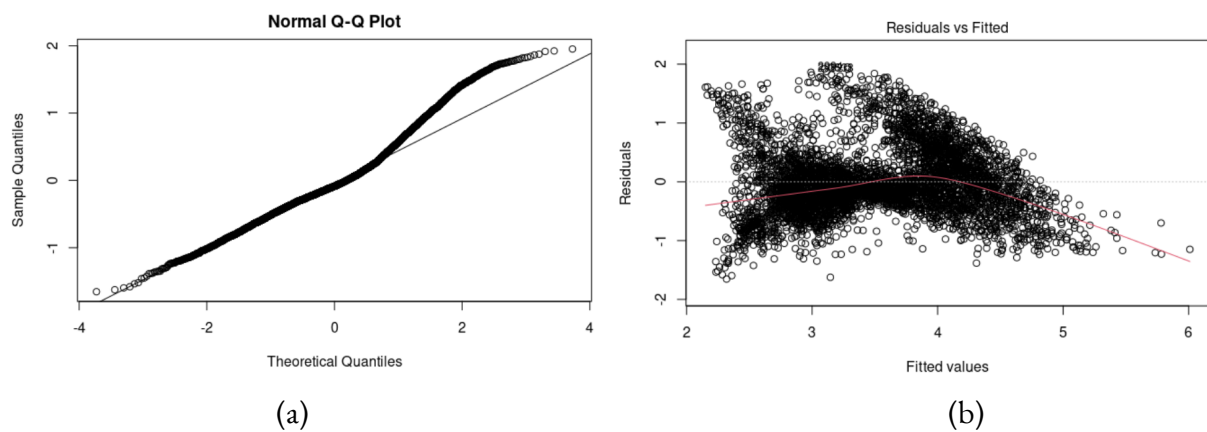 Normal Q-Q Plot
Sample Quantiles
2
1
0
-1
-4
-2
0
2
4
Theoretical Quantiles
(a)
Residuals vs Fitted
Residuals
2
1
0
-1
-2
2
3
4
5
6
Fitted values
(b)